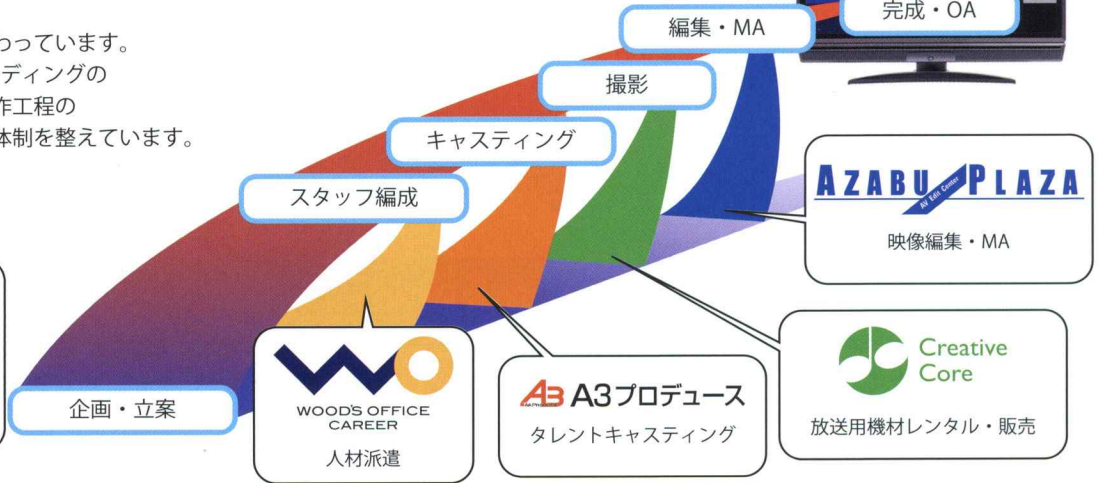 わっています。
ディングの
作工程の
体制を整えています。
完成・OA
編集・MA
撮影
キャスティング
スタッフ編成
企画・立案
AZABU PLAZA
AV Edit Center
映像編集・MA
WOOD'S OFFICE
CAREER
人材派遣
A3プロデュース
タレントキャスティング
Creative
Core
放送用機材レンタル・販売